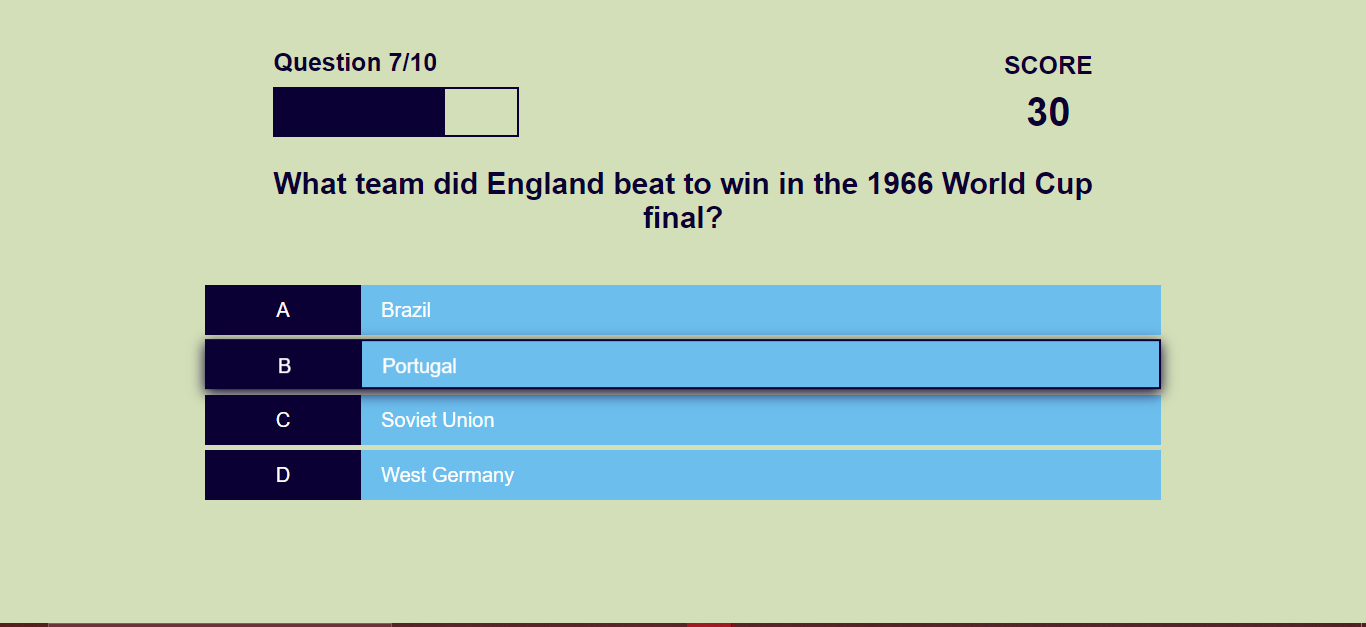 Question 7/10
SCORE
30
What team did England beat to win in the 1966 World Cup
final?
A Brazil
B Portugal
C Soviet Union
D West Germany